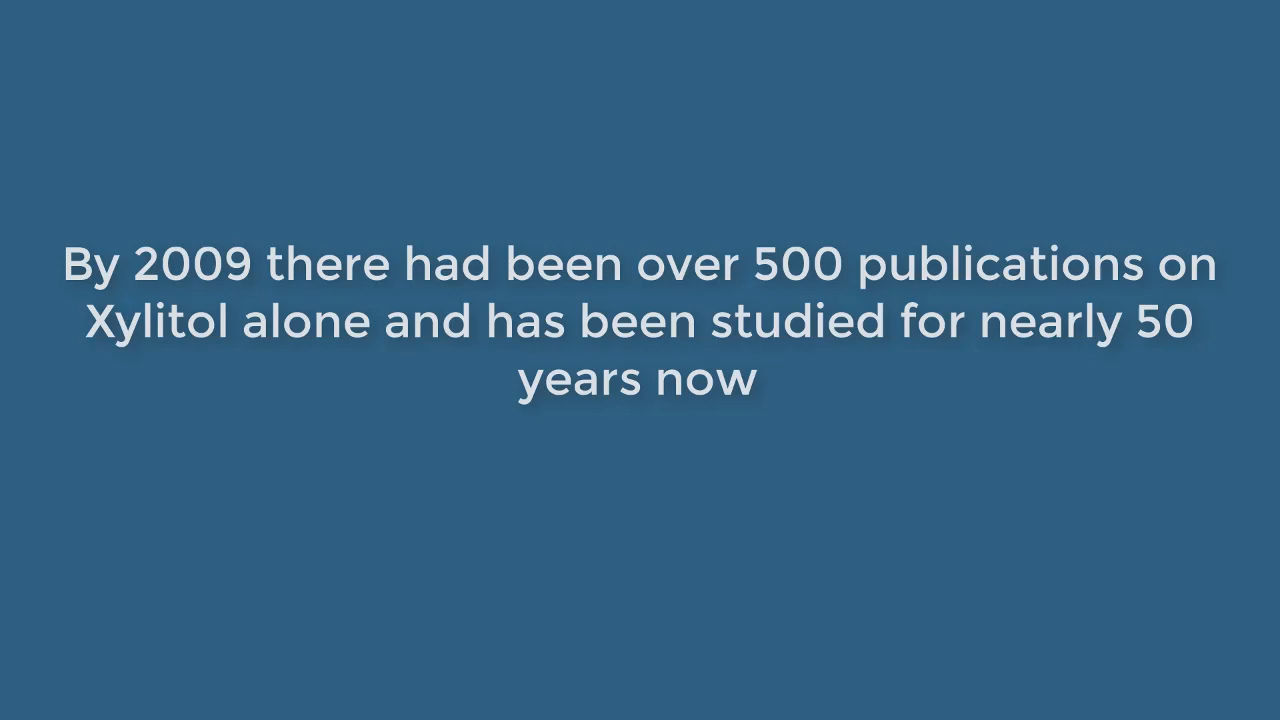 By 2009 there had been over 500 publications on
Xylitol alone and has been studied for nearly 50
years now